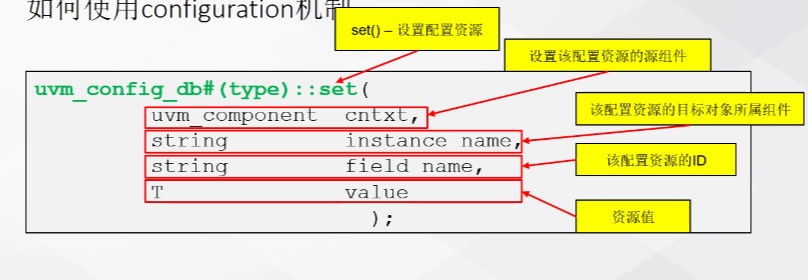 如何使用configuration机制
set() – 设置配置资源
设置该配置资源的源组件
uvm_config_db#(type)::set(
uvm_component cntxt,
该配置资源的目标对象所属组件
string instance name,
string field name,
该配置资源的ID
T value
资源值
);